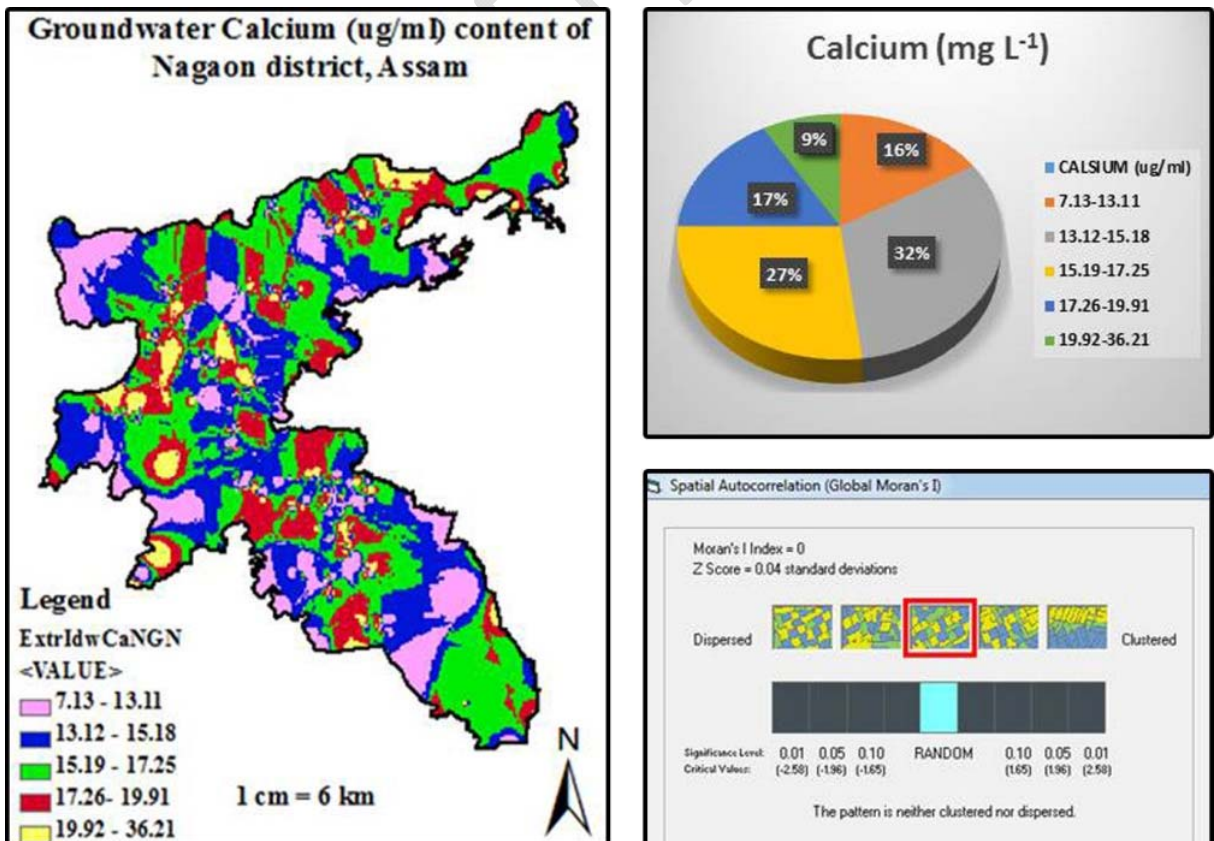 Groundwater Calcium (ug/ml) content of
Nagaon district, Assam
Legend
ExtrIdwCaNGN
<VALUE>
7.13 - 13.11
13.12 - 15.18
15.19 - 17.25
17.26- 19.91
19.92 - 36.21
1 cm = 6 km
N
Calcium (mg L-1)
9%
16%
17%
32%
27%
CALSIUM (ug/ml)
7.13-13.11
13.12-15.18
15.19-17.25
17.26-19.91
19.92-36.21
Spatial Autocorrelation (Global Moran's I)
Moran's I Index = 0
Z Score = 0.04 standard deviations
Dispersed Clustered
Significance Level: 0.01 0.05 0.10 RANDOM 0.10 0.05 0.01
Critical Values: (-2.58) (-1.96) (-1.65) (1.65) (1.96) (2.58)
The pattern is neither clustered nor dispersed.